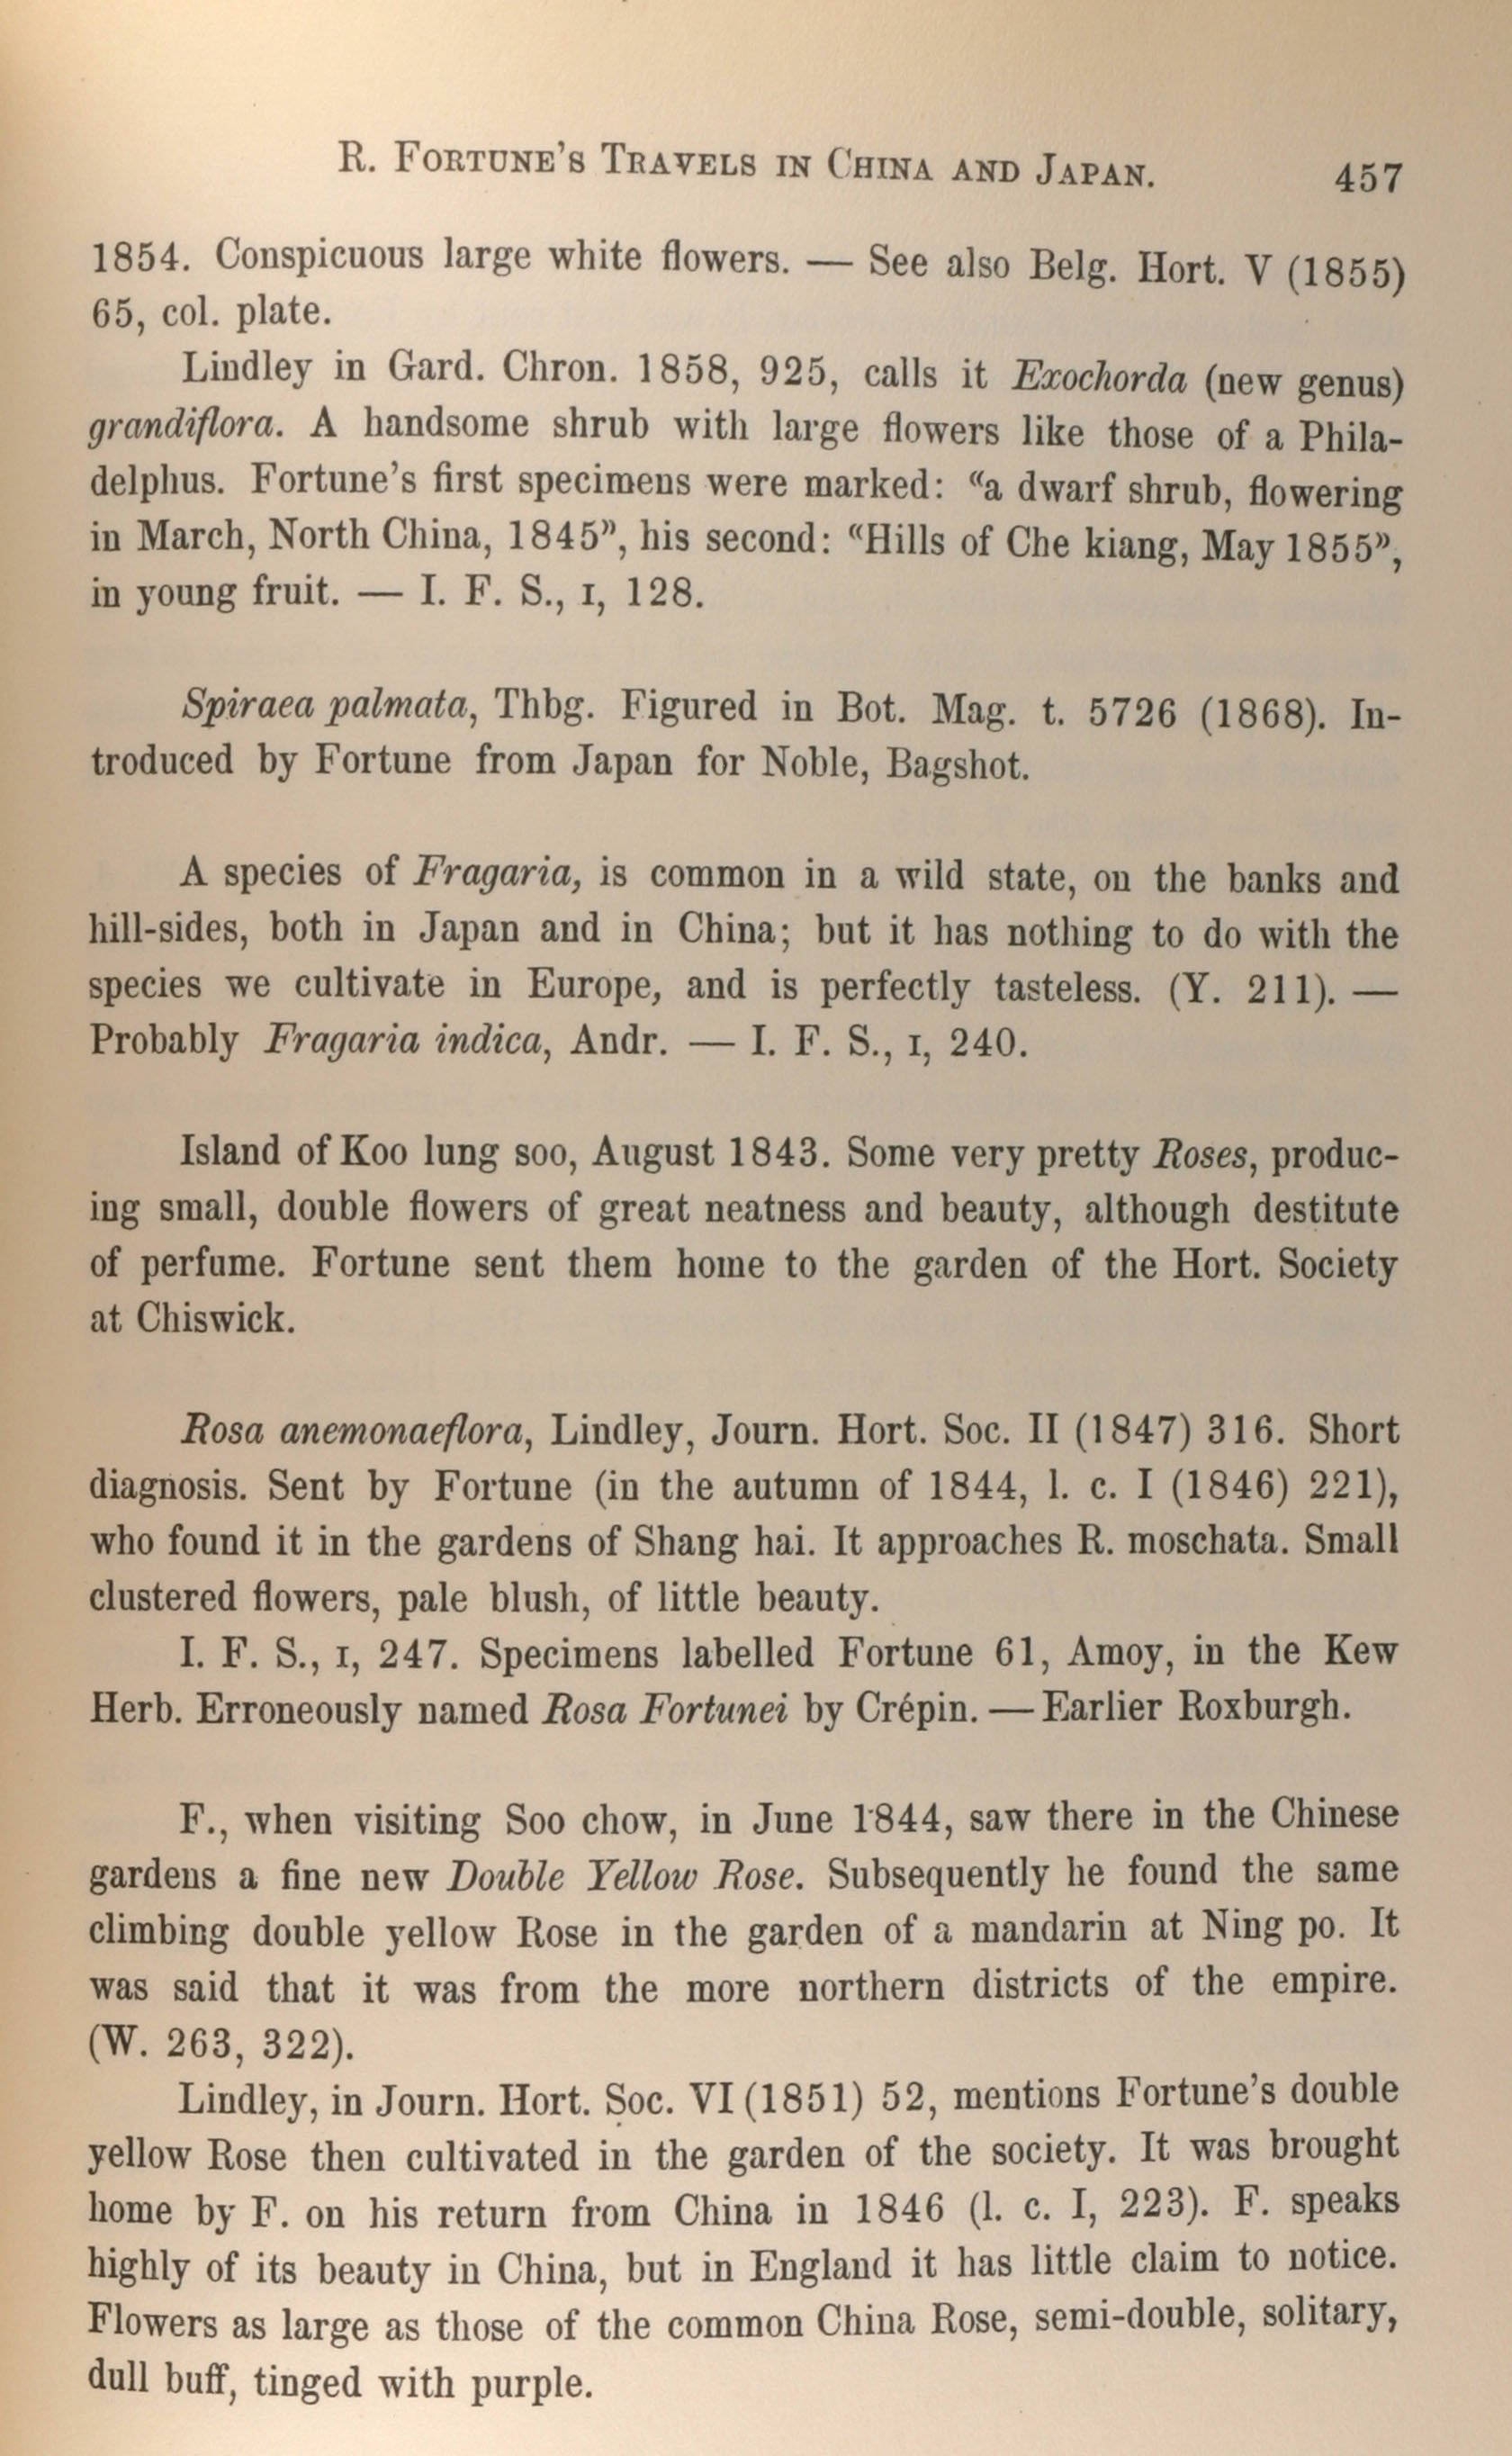 R. Fortune's Travels in China and Japan. 457
1854. Conspicuous large white flowers. — See also Belg. Hort. V (1855)
65, col. plate.
Lindley in Gard. Chron. 1858, 925, calls it Exochorda (new genus)
grandiflora. A handsome shrub with large flowers like those of a Phila-
delphus. Fortune's first specimens were marked: “a dwarf shrub, flowering
in March, North China, 1845”, his second: “Hills of Che kiang, May 1855”,
in young fruit. — I. F. S., I, 128.
Spiraea palmata, Thbg. Figured in Bot. Mag. t. 5726 (1868). In-
troduced by Fortune from Japan for Noble, Bagshot.
A species of Fragaria, is common in a wild state, on the banks and
hill-sides, both in Japan and in China; but it has nothing to do with the
species we cultivate in Europe, and is perfectly tasteless. (Y. 211). —
Probably Fragaria indica, Andr. — I. F. S., I, 240.
Island of Koo lung soo, August 1843. Some very pretty Roses, produc-
ing small, double flowers of great neatness and beauty, although destitute
of perfume. Fortune sent them home to the garden of the Hort. Society
at Chiswick.
Rosa anemonaeflora, Lindley, Journ. Hort. Soc. II (1847) 316. Short
diagnosis. Sent by Fortune (in the autumn of 1844, l. c. I (1846) 221),
who found it in the gardens of Shang hai. It approaches R. moschata. Small
clustered flowers, pale blush, of little beauty.
I. F. S., I, 247. Specimens labelled Fortune 61, Amoy, in the Kew
Herb. Erroneously named Rosa Fortunei by Crépin. — Earlier Roxburgh.
F., when visiting Soo chow, in June 1844, saw there in the Chinese
gardens a fine new Double Yellow Rose. Subsequently he found the same
climbing double yellow Rose in the garden of a mandarin at Ning po. It
was said that it was from the more northern districts of the empire.
(W. 263, 322).
Lindley, in Journ. Hort. Soc. VI (1851) 52, mentions Fortune's double
yellow Rose then cultivated in the garden of the society. It was brought
home by F. on his return from China in 1846 (l. c. I, 223). F. speaks
highly of its beauty in China, but in England it has little claim to notice.
Flowers as large as those of the common China Rose, semi-double, solitary,
dull buff, tinged with purple.